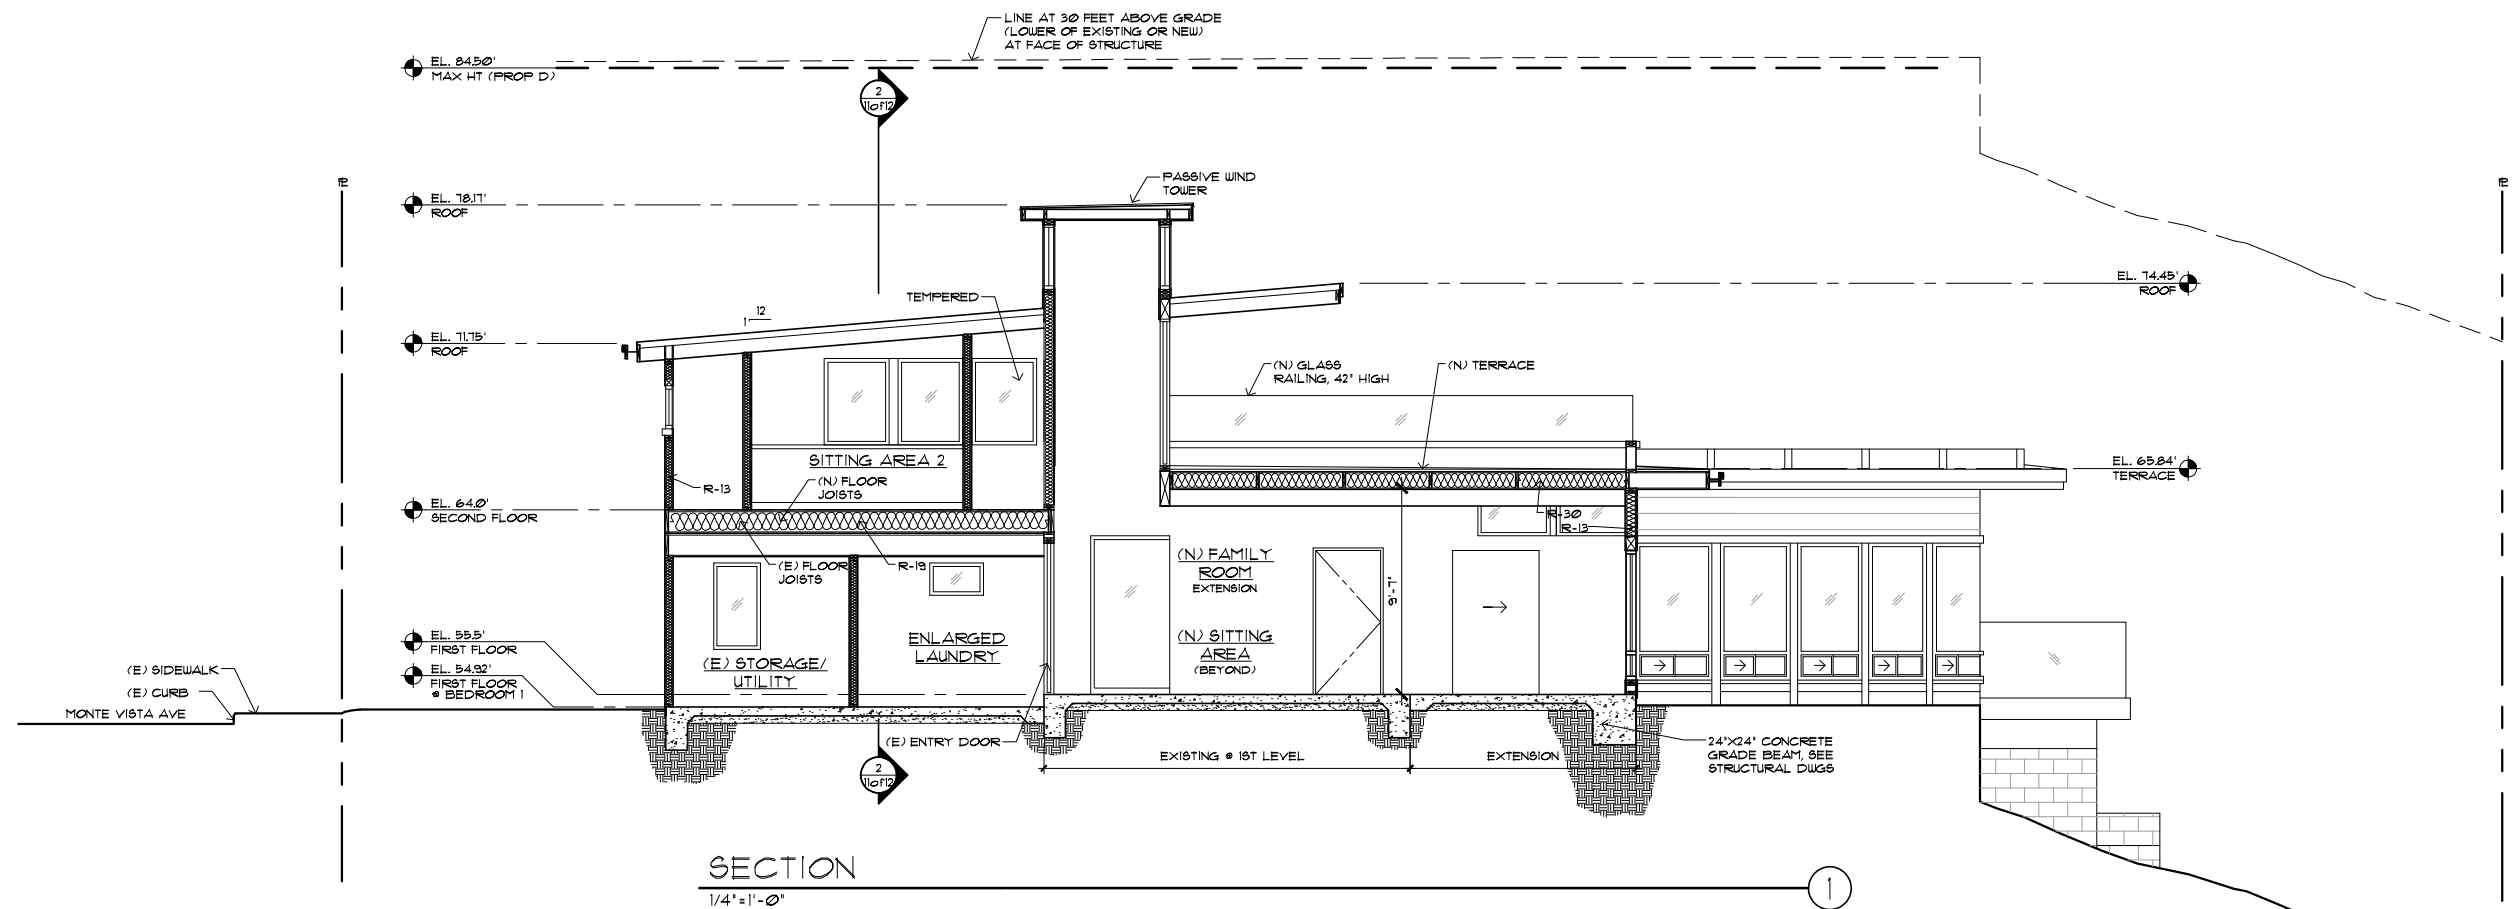 LINE AT 30 FEET ABOVE GRADE
(LOWER OF EXISTING OR NEW)
AT FACE OF STRUCTURE
EL. 84.50'
MAX HT (PROP D)
2
11of12
PASSIVE WIND
TOWER
EL. 78.17'
ROOF
EL. 74.45'
ROOF
TEMPERED
12
1
EL. 71.75'
ROOF
(N) GLASS
RAILING, 42" HIGH
(N) TERRACE
SITTING AREA 2
EL. 65.84'
TERRACE
R-13
(N) FLOOR
JOISTS
EL. 64.0'
SECOND FLOOR
R-30
R-13
(E) FLOOR
JOISTS
R-19
(N) FAMILY
ROOM
EXTENSION
9'-7"
EL. 55.5'
FIRST FLOOR
ENLARGED
LAUNDRY
(N) SITTING
AREA
(BEYOND)
(E) STORAGE/
UTILITY
(E) SIDEWALK
EL. 54.92'
FIRST FLOOR
@ BEDROOM 1
(E) CURB
MONTE VISTA AVE
(E) ENTRY DOOR
EXISTING @ 1ST LEVEL
EXTENSION
24"X24" CONCRETE
GRADE BEAM, SEE
STRUCTURAL DWGS
2
11of12
SECTION
1
1/4"=1'-0"